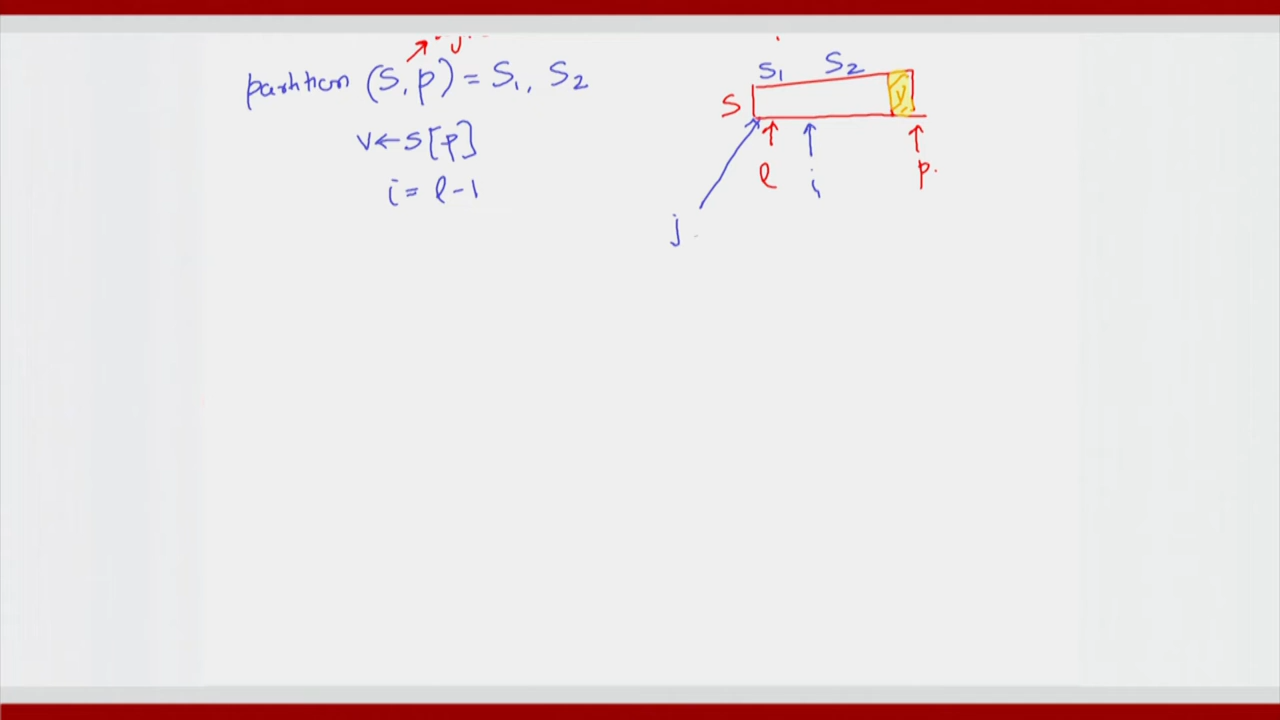 partition (S, p) = S₁, S₂
v ← S[p]
i = l - 1
S₁ S₂
S
v
l i p.
j